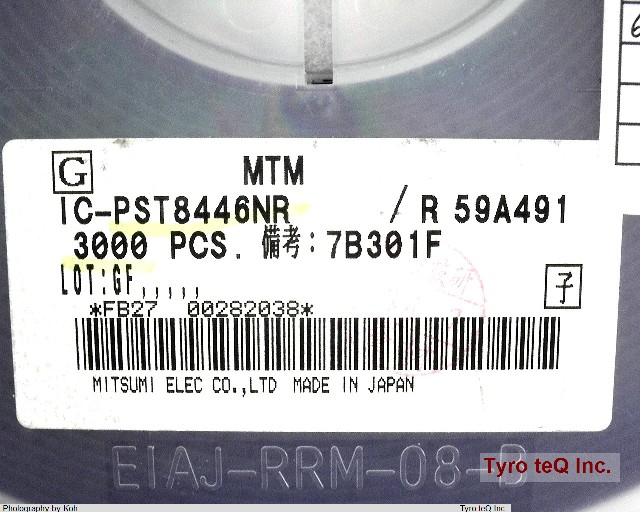 G MTM
IC-PST8446NR / R 59A491
3000 PCS. 備考: 7B301F
LOT:GF,,,,,
子
*FB27 00282038*
MITSUMI ELEC CO.,LTD MADE IN JAPAN
EIAJ-RRM-08-B
Tyro teQ Inc.
Photography by Koh Tyro teQ Inc.